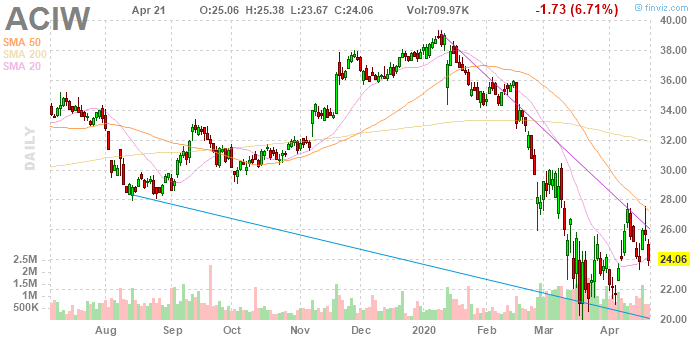 ACIW Apr 21 O:25.06 H:25.38 L:23.67 C:24.06 Vol:709.97K -1.73 (6.71%) © finviz.com
SMA 50
SMA 200
SMA 20
DAILY
40.00
38.00
36.00
34.00
32.00
30.00
28.00
26.00
24.06
22.00
20.00
2.5M
2M
1.5M
1M
500K
Aug Sep Oct Nov Dec 2020 Feb Mar Apr